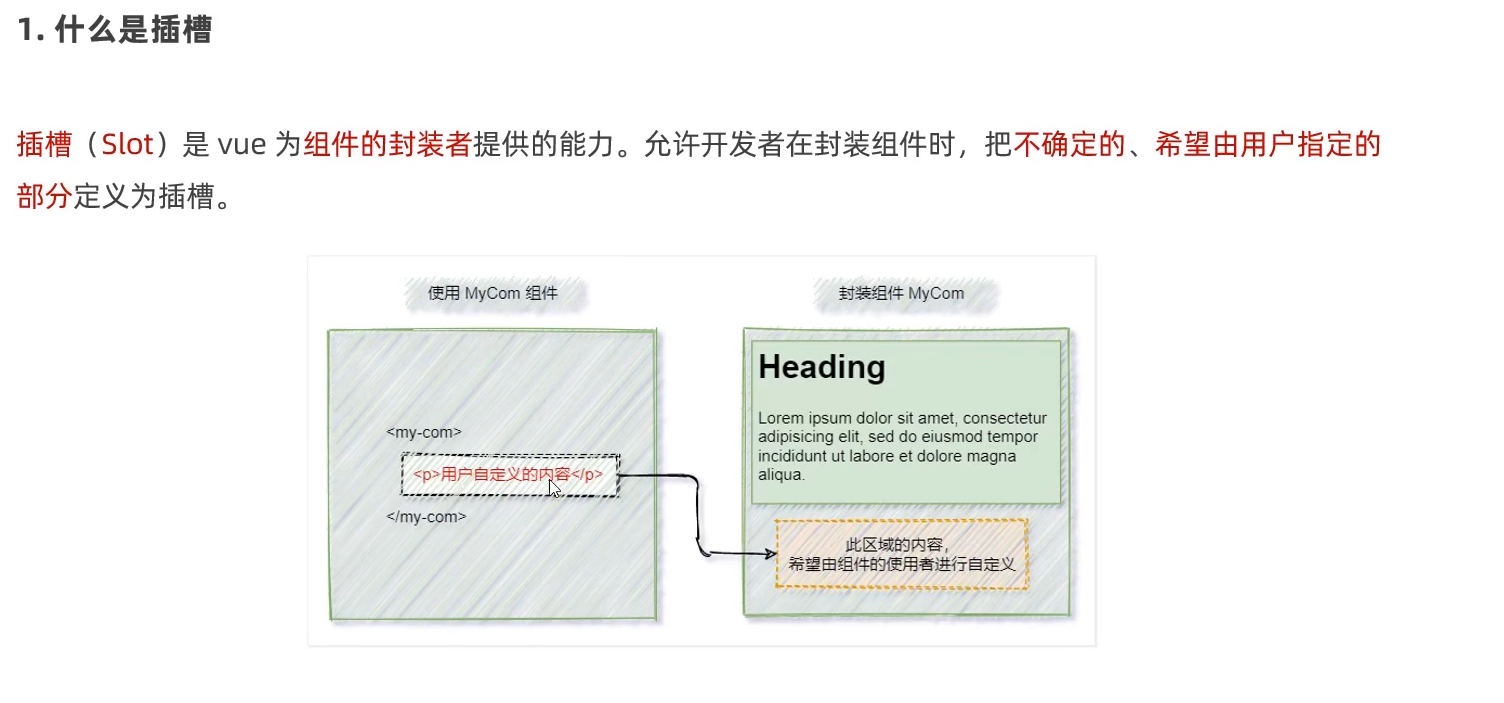 1. 什么是插槽
插槽（Slot）是 vue 为组件的封装者提供的能力。允许开发者在封装组件时，把不确定的、希望由用户指定的
部分定义为插槽。
使用 MyCom 组件
<my-com>
<p>用户自定义的内容</p>
</my-com>
封装组件 MyCom
Heading
Lorem ipsum dolor sit amet, consectetur
adipisicing elit, sed do eiusmod tempor
incididunt ut labore et dolore magna
aliqua.
此区域的内容，
希望由组件的使用者进行自定义